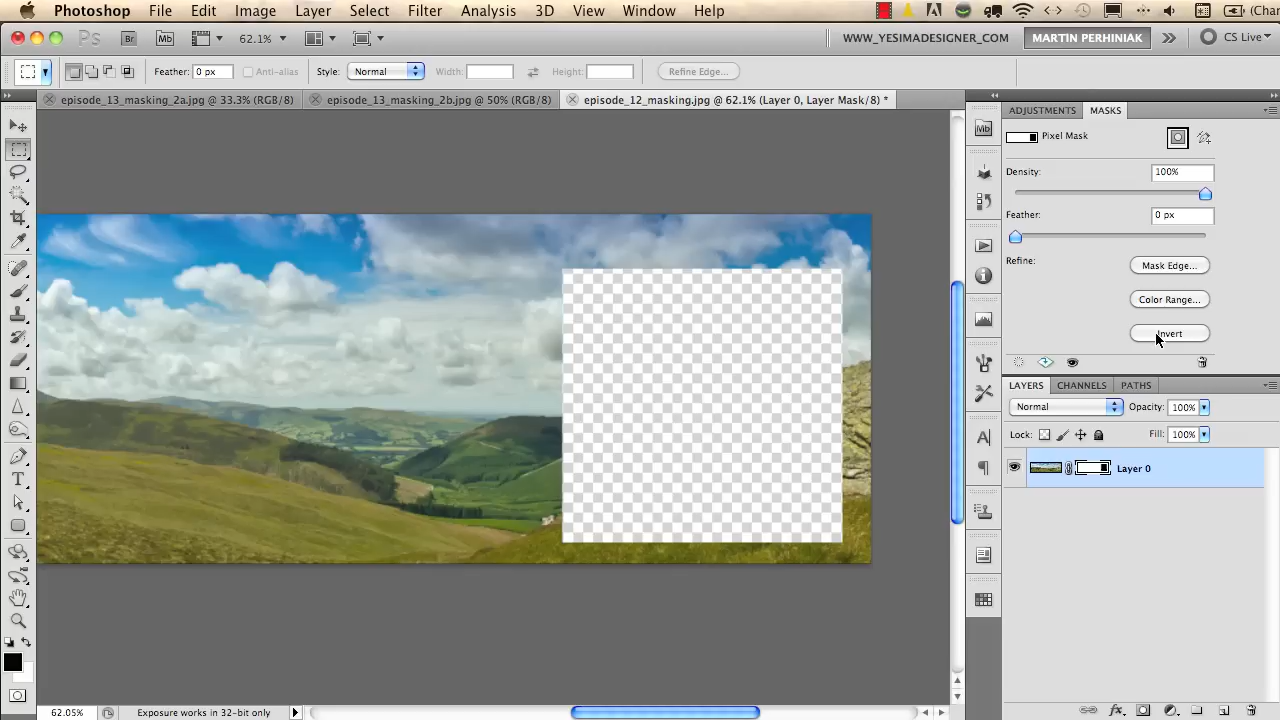 Photoshop File Edit Image Layer Select Filter Analysis 3D View Window Help (Char
Ps Br Mb 62.1% WWW_YESIMADESIGNER_COM MARTIN PERHINIAK CS Live
Feather: 0 px Anti-alias Style: Normal Width: Height: Refine Edge...
episode_13_masking_2a.jpg @ 33.3% (RGB/8) episode_13_masking_2b.jpg @ 50% (RGB/8) episode_12_masking.jpg @ 62.1% (Layer 0, Layer Mask/8) *
ADJUSTMENTS MASKS
Mb
Pixel Mask
Density: 100%
Feather: 0 px
Refine: Mask Edge...
Color Range...
Invert
LAYERS CHANNELS PATHS
Normal Opacity: 100%
Lock: Fill: 100%
Layer 0
62.05% Exposure works in 32-bit only